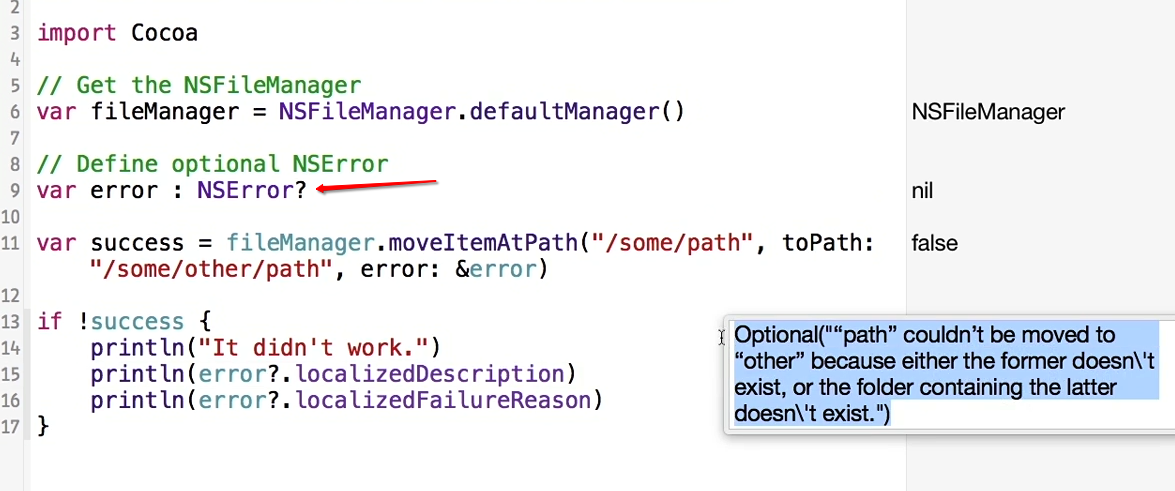 2
3 import Cocoa
4
5 // Get the NSFileManager
6 var fileManager = NSFileManager.defaultManager() NSFileManager
7
8 // Define optional NSError
9 var error : NSError? nil
10
11 var success = fileManager.moveItemAtPath("/some/path", toPath: false
"/some/other/path", error: &error)
12
13 if !success {
14 println("It didn't work.")
15 println(error?.localizedDescription)
16 println(error?.localizedFailureReason)
17 }
Optional("“path” couldn’t be moved to
“other” because either the former doesn\'t
exist, or the folder containing the latter
doesn\'t exist.")